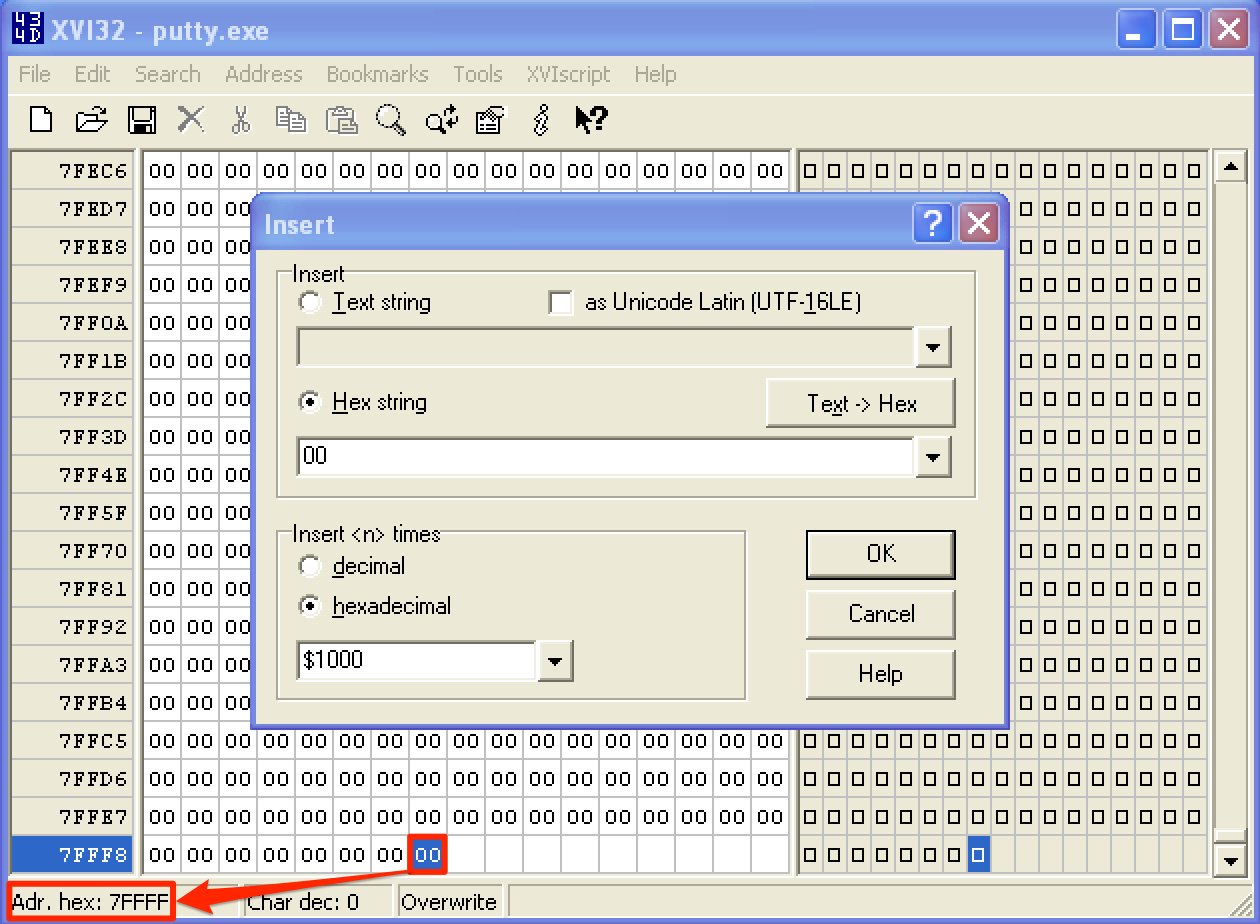 XVI32 - putty.exe
File Edit Search Address Bookmarks Tools XVIscript Help
7FEC6 00 00 00 00 00 00 00 00 00 00 00 00 00 00 00 00 00
7FED7 00 00 00
7FEE8 00 00 00
7FEF9 00 00 00
7FF0A 00 00 00
7FF1B 00 00 00
7FF2C 00 00 00
7FF3D 00 00 00
7FF4E 00 00 00
7FF5F 00 00 00
7FF70 00 00 00
7FF81 00 00 00
7FF92 00 00 00
7FFA3 00 00 00
7FFB4 00 00 00
7FFC5 00 00 00 00 00 00 00 00 00 00 00 00 00 00 00 00 00
7FFD6 00 00 00 00 00 00 00 00 00 00 00 00 00 00 00 00 00
7FFE7 00 00 00 00 00 00 00 00 00 00 00 00 00 00 00 00 00
7FFF8 00 00 00 00 00 00 00 00
Insert
Insert
Text string as Unicode Latin (UTF-16LE)
Hex string Text -> Hex
00
Insert <n> times
decimal OK
hexadecimal Cancel
$1000 Help
Adr. hex: 7FFFF Char dec: 0 Overwrite